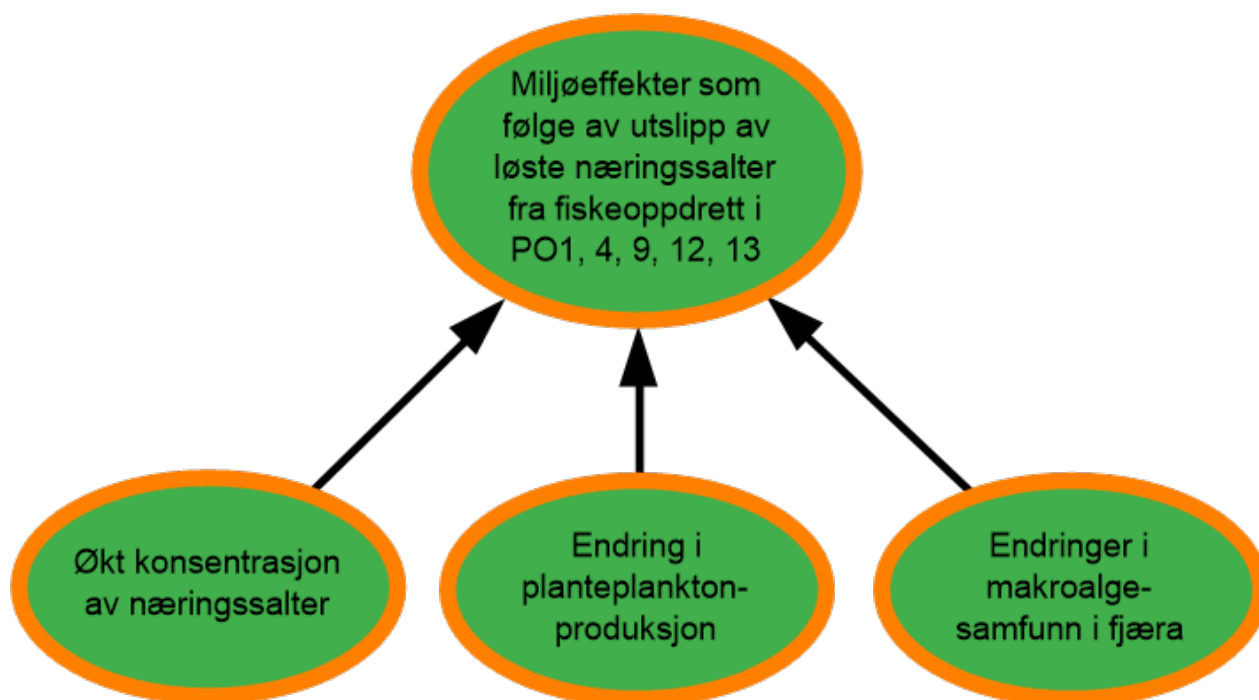 Miljøeffekter som
følge av utslipp av
løste næringssalter
fra fiskeoppdrett i
PO1, 4, 9, 12, 13
Økt konsentrasjon
av næringssalter
Endring i
planteplankton-
produksjon
Endringer i
makroalge-
samfunn i fjæra